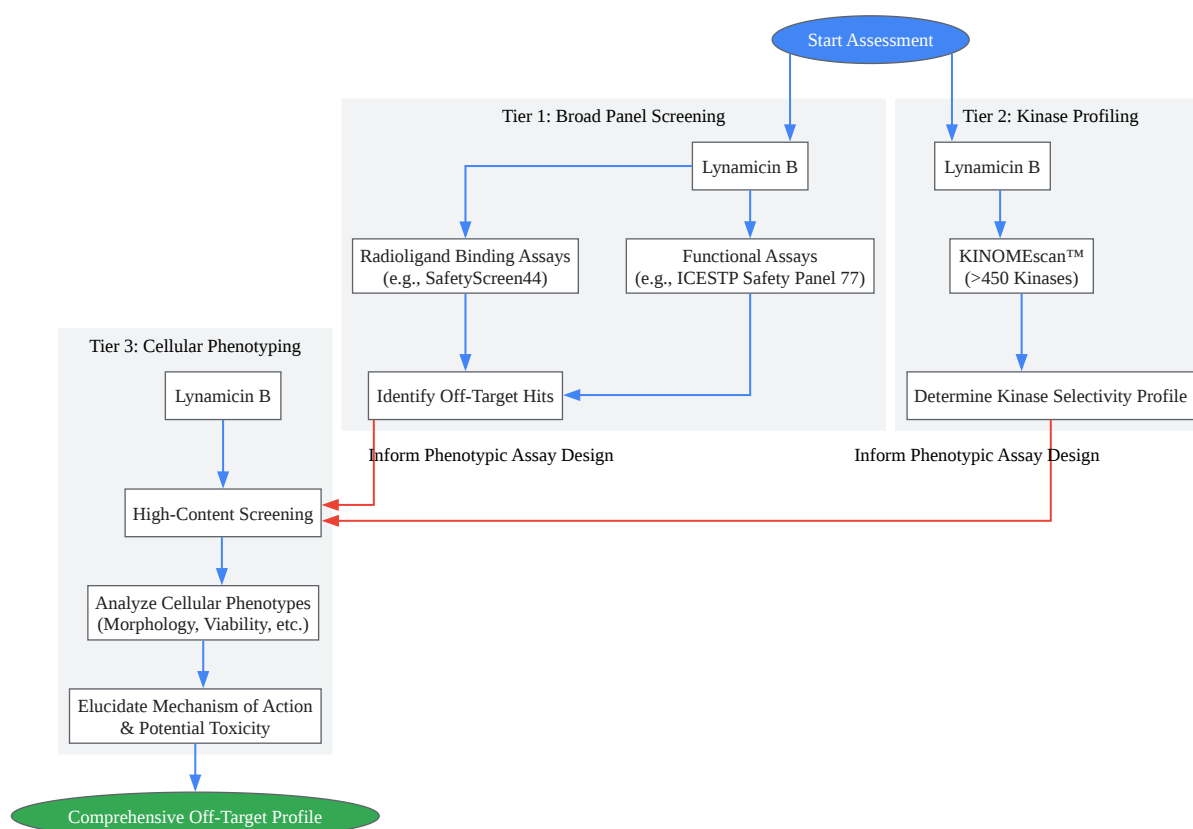 Start Assessment
Tier 1: Broad Panel Screening
Tier 2: Kinase Profiling
Lynamicin B
Lynamicin B
Radioligand Binding Assays
(e.g., SafetyScreen44)
Functional Assays
(e.g., ICESTP Safety Panel 77)
KINOMEscan™
(>450 Kinases)
Tier 3: Cellular Phenotyping
Lynamicin B
Identify Off-Target Hits
Determine Kinase Selectivity Profile
Inform Phenotypic Assay Design
Inform Phenotypic Assay Design
High-Content Screening
Analyze Cellular Phenotypes
(Morphology, Viability, etc.)
Elucidate Mechanism of Action
& Potential Toxicity
Comprehensive Off-Target Profile